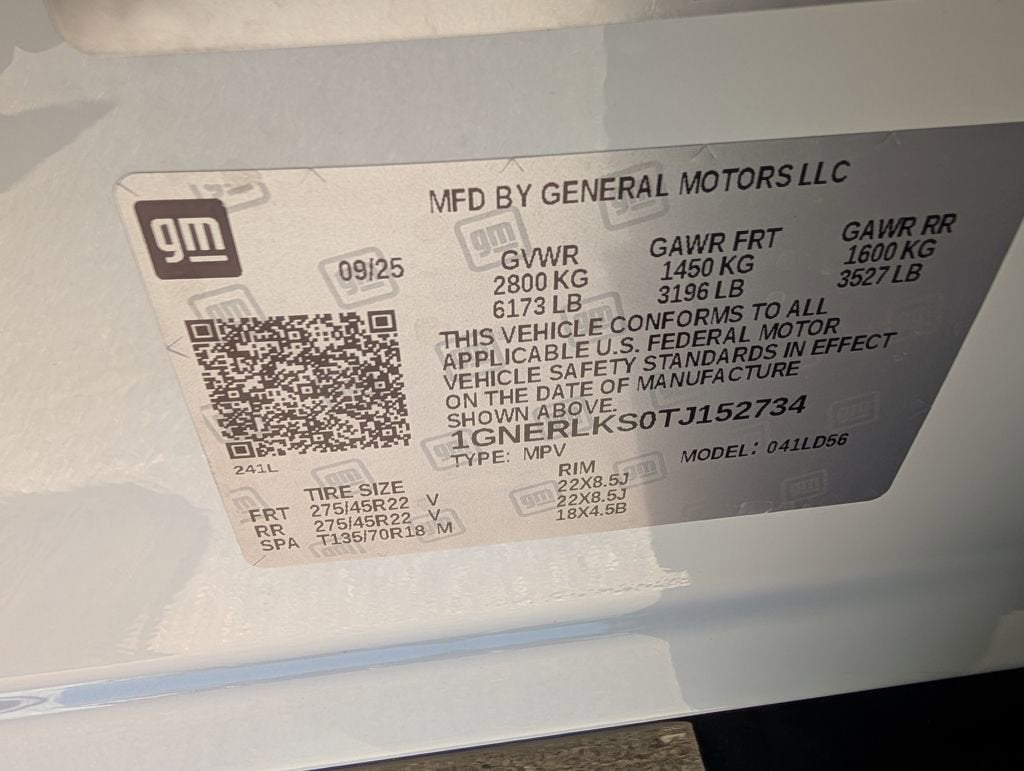 gm
MFD BY GENERAL MOTORS LLC
09/25
GVWR GAWR FRT GAWR RR
2800 KG 1450 KG 1600 KG
6173 LB 3196 LB 3527 LB
THIS VEHICLE CONFORMS TO ALL
APPLICABLE U.S. FEDERAL MOTOR
VEHICLE SAFETY STANDARDS IN EFFECT
ON THE DATE OF MANUFACTURE
SHOWN ABOVE.
1GNERLKS0TJ152734
TYPE: MPV MODEL: 041LD56
241L
TIRE SIZE RIM
FRT 275/45R22 V 22X8.5J
RR 275/45R22 V 22X8.5J
SPA T135/70R18 M 18X4.5B